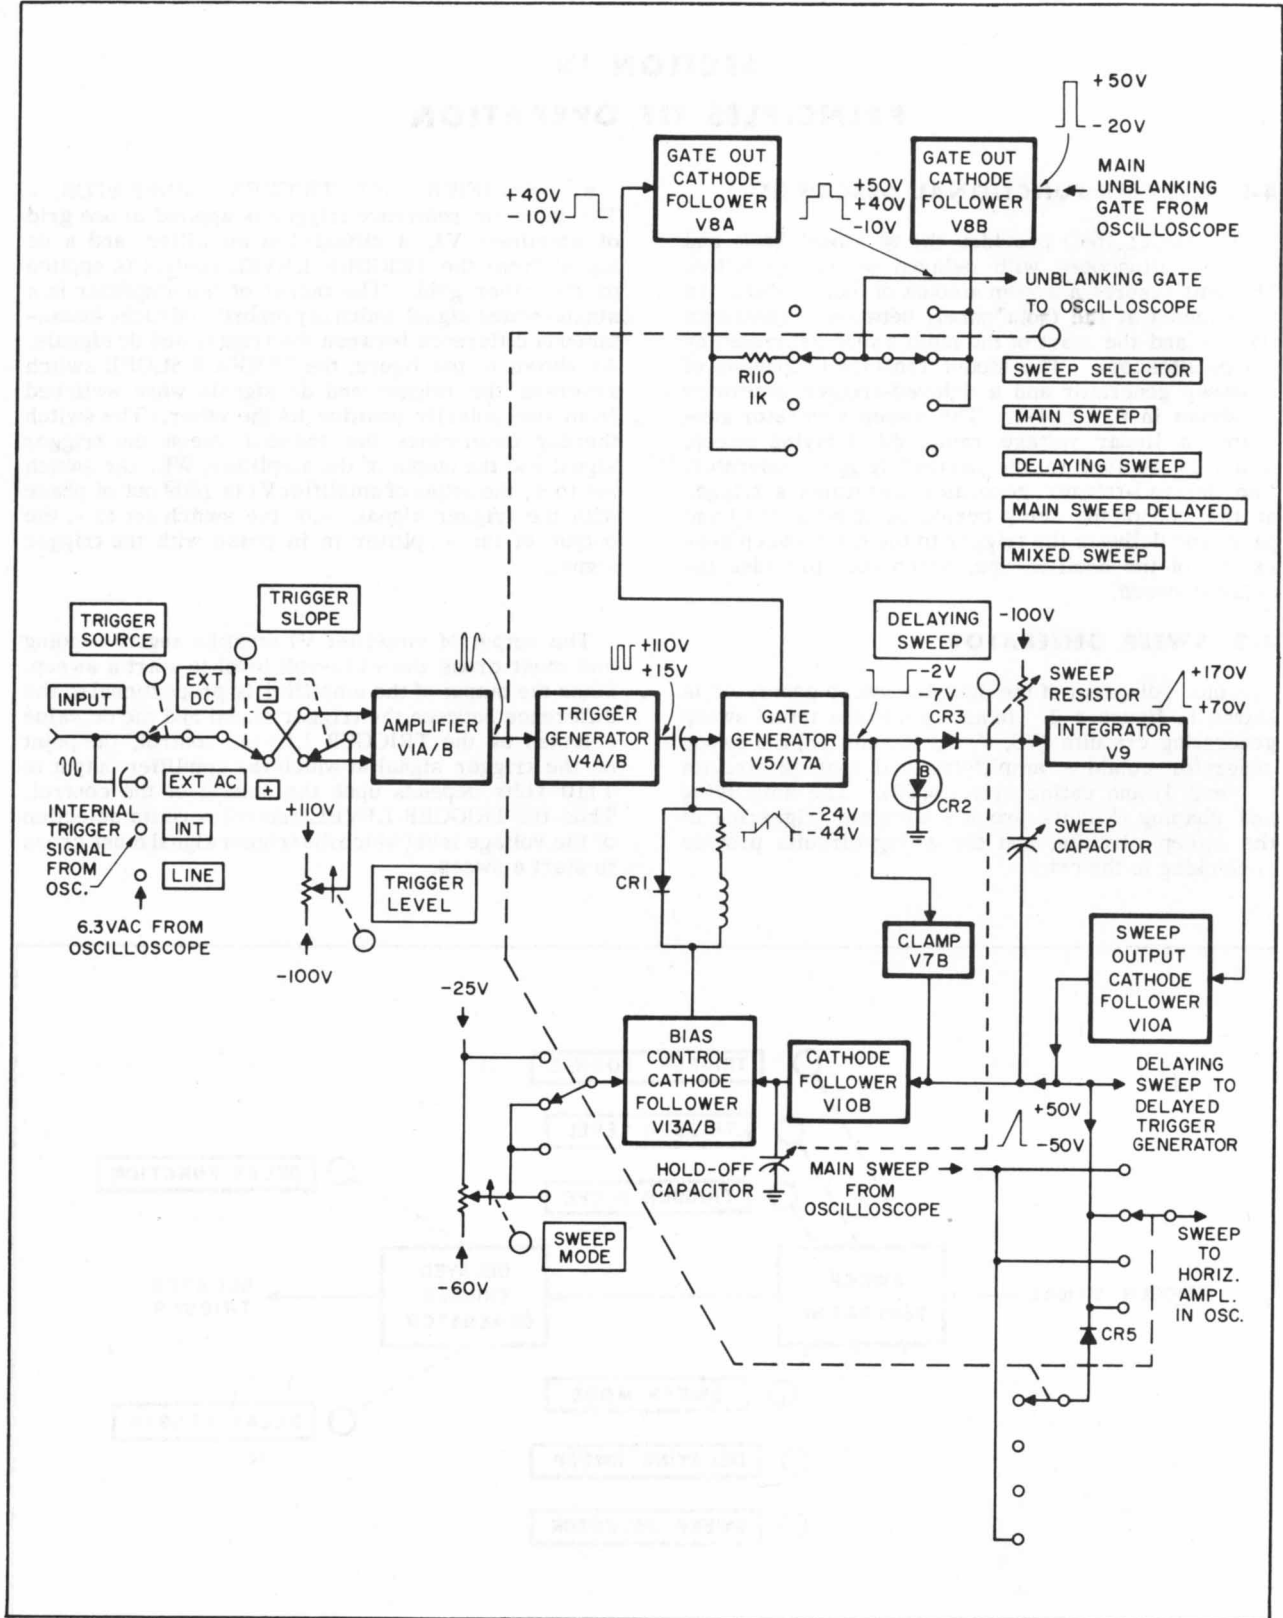 +50V
-20V
GATE OUT
CATHODE
FOLLOWER
V8A
GATE OUT
CATHODE
FOLLOWER
V8B
MAIN
UNBLANKING
GATE FROM
OSCILLOSCOPE
+40V
-10V
+50V
+40V
-10V
UNBLANKING GATE
TO OSCILLOSCOPE
R110
1K
SWEEP SELECTOR
MAIN SWEEP
DELAYING SWEEP
MAIN SWEEP DELAYED
MIXED SWEEP
TRIGGER
SOURCE
TRIGGER
SLOPE
DELAYING
SWEEP
-100V
SWEEP
RESISTOR
+170V
+70V
INPUT
EXT
DC
-
+110V
+15V
-2V
-7V
CR3
AMPLIFIER
V1A/B
TRIGGER
GENERATOR
V4A/B
GATE
GENERATOR
V5/V7A
INTEGRATOR
V9
EXT AC
+
B
CR2
INTERNAL
TRIGGER
SIGNAL
FROM
OSC.
INT
LINE
+110V
-24V
-44V
SWEEP
CAPACITOR
CR1
TRIGGER
LEVEL
6.3VAC FROM
OSCILLOSCOPE
-100V
CLAMP
V7B
SWEEP
OUTPUT
CATHODE
FOLLOWER
V10A
-25V
BIAS
CONTROL
CATHODE
FOLLOWER
V13A/B
CATHODE
FOLLOWER
V10B
DELAYING
SWEEP TO
DELAYED
TRIGGER
GENERATOR
+50V
-50V
HOLD-OFF
CAPACITOR
MAIN SWEEP
FROM
OSCILLOSCOPE
SWEEP
MODE
SWEEP
TO
HORIZ.
AMPL.
IN OSC.
-60V
CR5